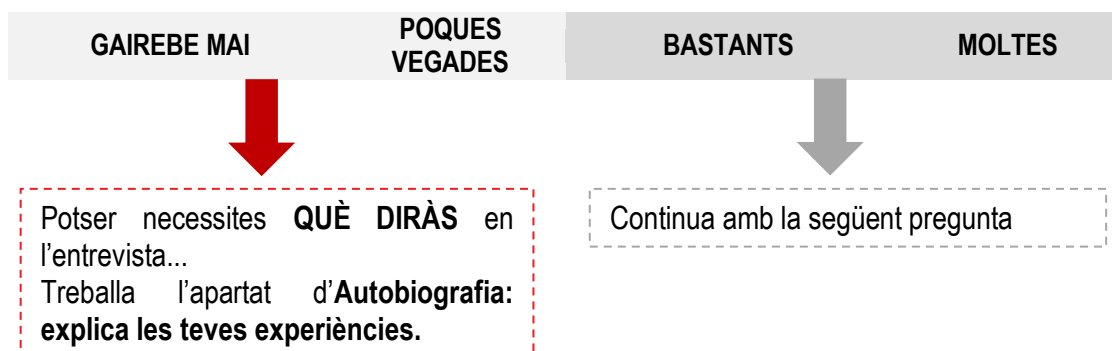 GAIREBE MAI
POQUES
VEGADES
BASTANTS
MOLTES
Potser necessites QUÈ DIRÀS en
l'entrevista...
Treballa l'apartat d'Autobiografia:
explica les teves experiències.
Continua amb la següent pregunta